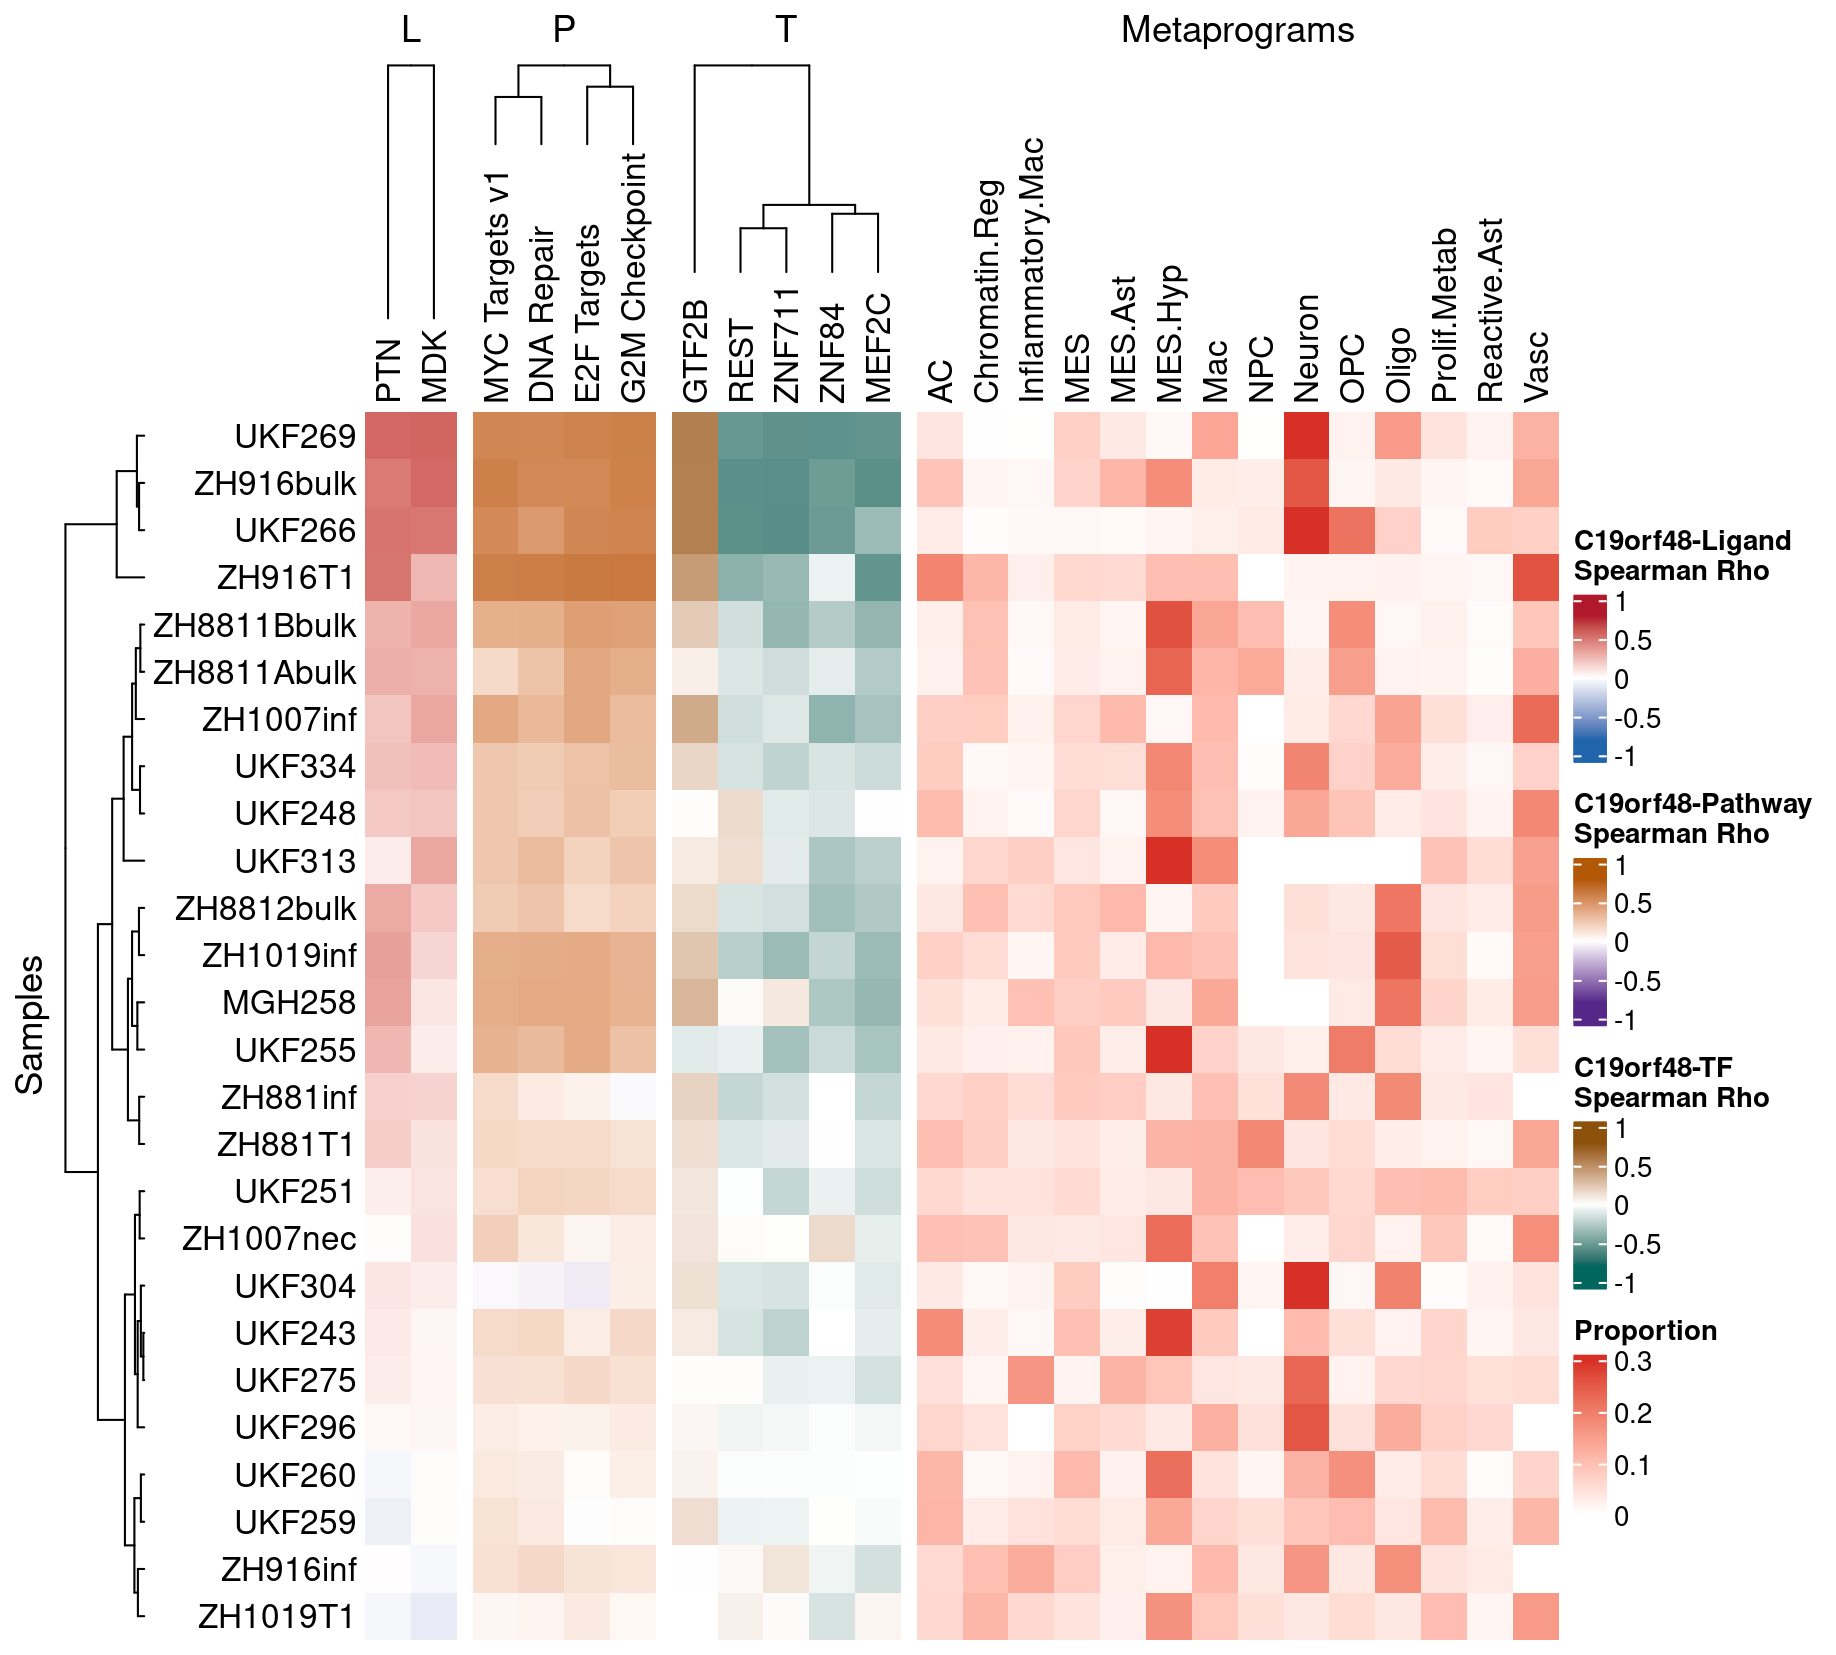 L
P
T
Metaprograms
PTN
MDK
MYC Targets v1
DNA Repair
E2F Targets
G2M Checkpoint
GTF2B
REST
ZNF711
ZNF84
MEF2C
AC
Chromatin.Reg
Inflammatory.Mac
MES
MES.Ast
MES.Hyp
Mac
NPC
Neuron
OPC
Oligo
Prolif.Metab
Reactive.Ast
Vasc
Samples
UKF269
ZH916bulk
UKF266
ZH916T1
ZH8811Bbulk
ZH8811Abulk
ZH1007inf
UKF334
UKF248
UKF313
ZH8812bulk
ZH1019inf
MGH258
UKF255
ZH881inf
ZH881T1
UKF251
ZH1007nec
UKF304
UKF243
UKF275
UKF296
UKF260
UKF259
ZH916inf
ZH1019T1
C19orf48-Ligand
Spearman Rho
1
0.5
0
-0.5
-1
C19orf48-Pathway
Spearman Rho
1
0.5
0
-0.5
-1
C19orf48-TF
Spearman Rho
1
0.5
0
-0.5
-1
Proportion
0.3
0.2
0.1
0